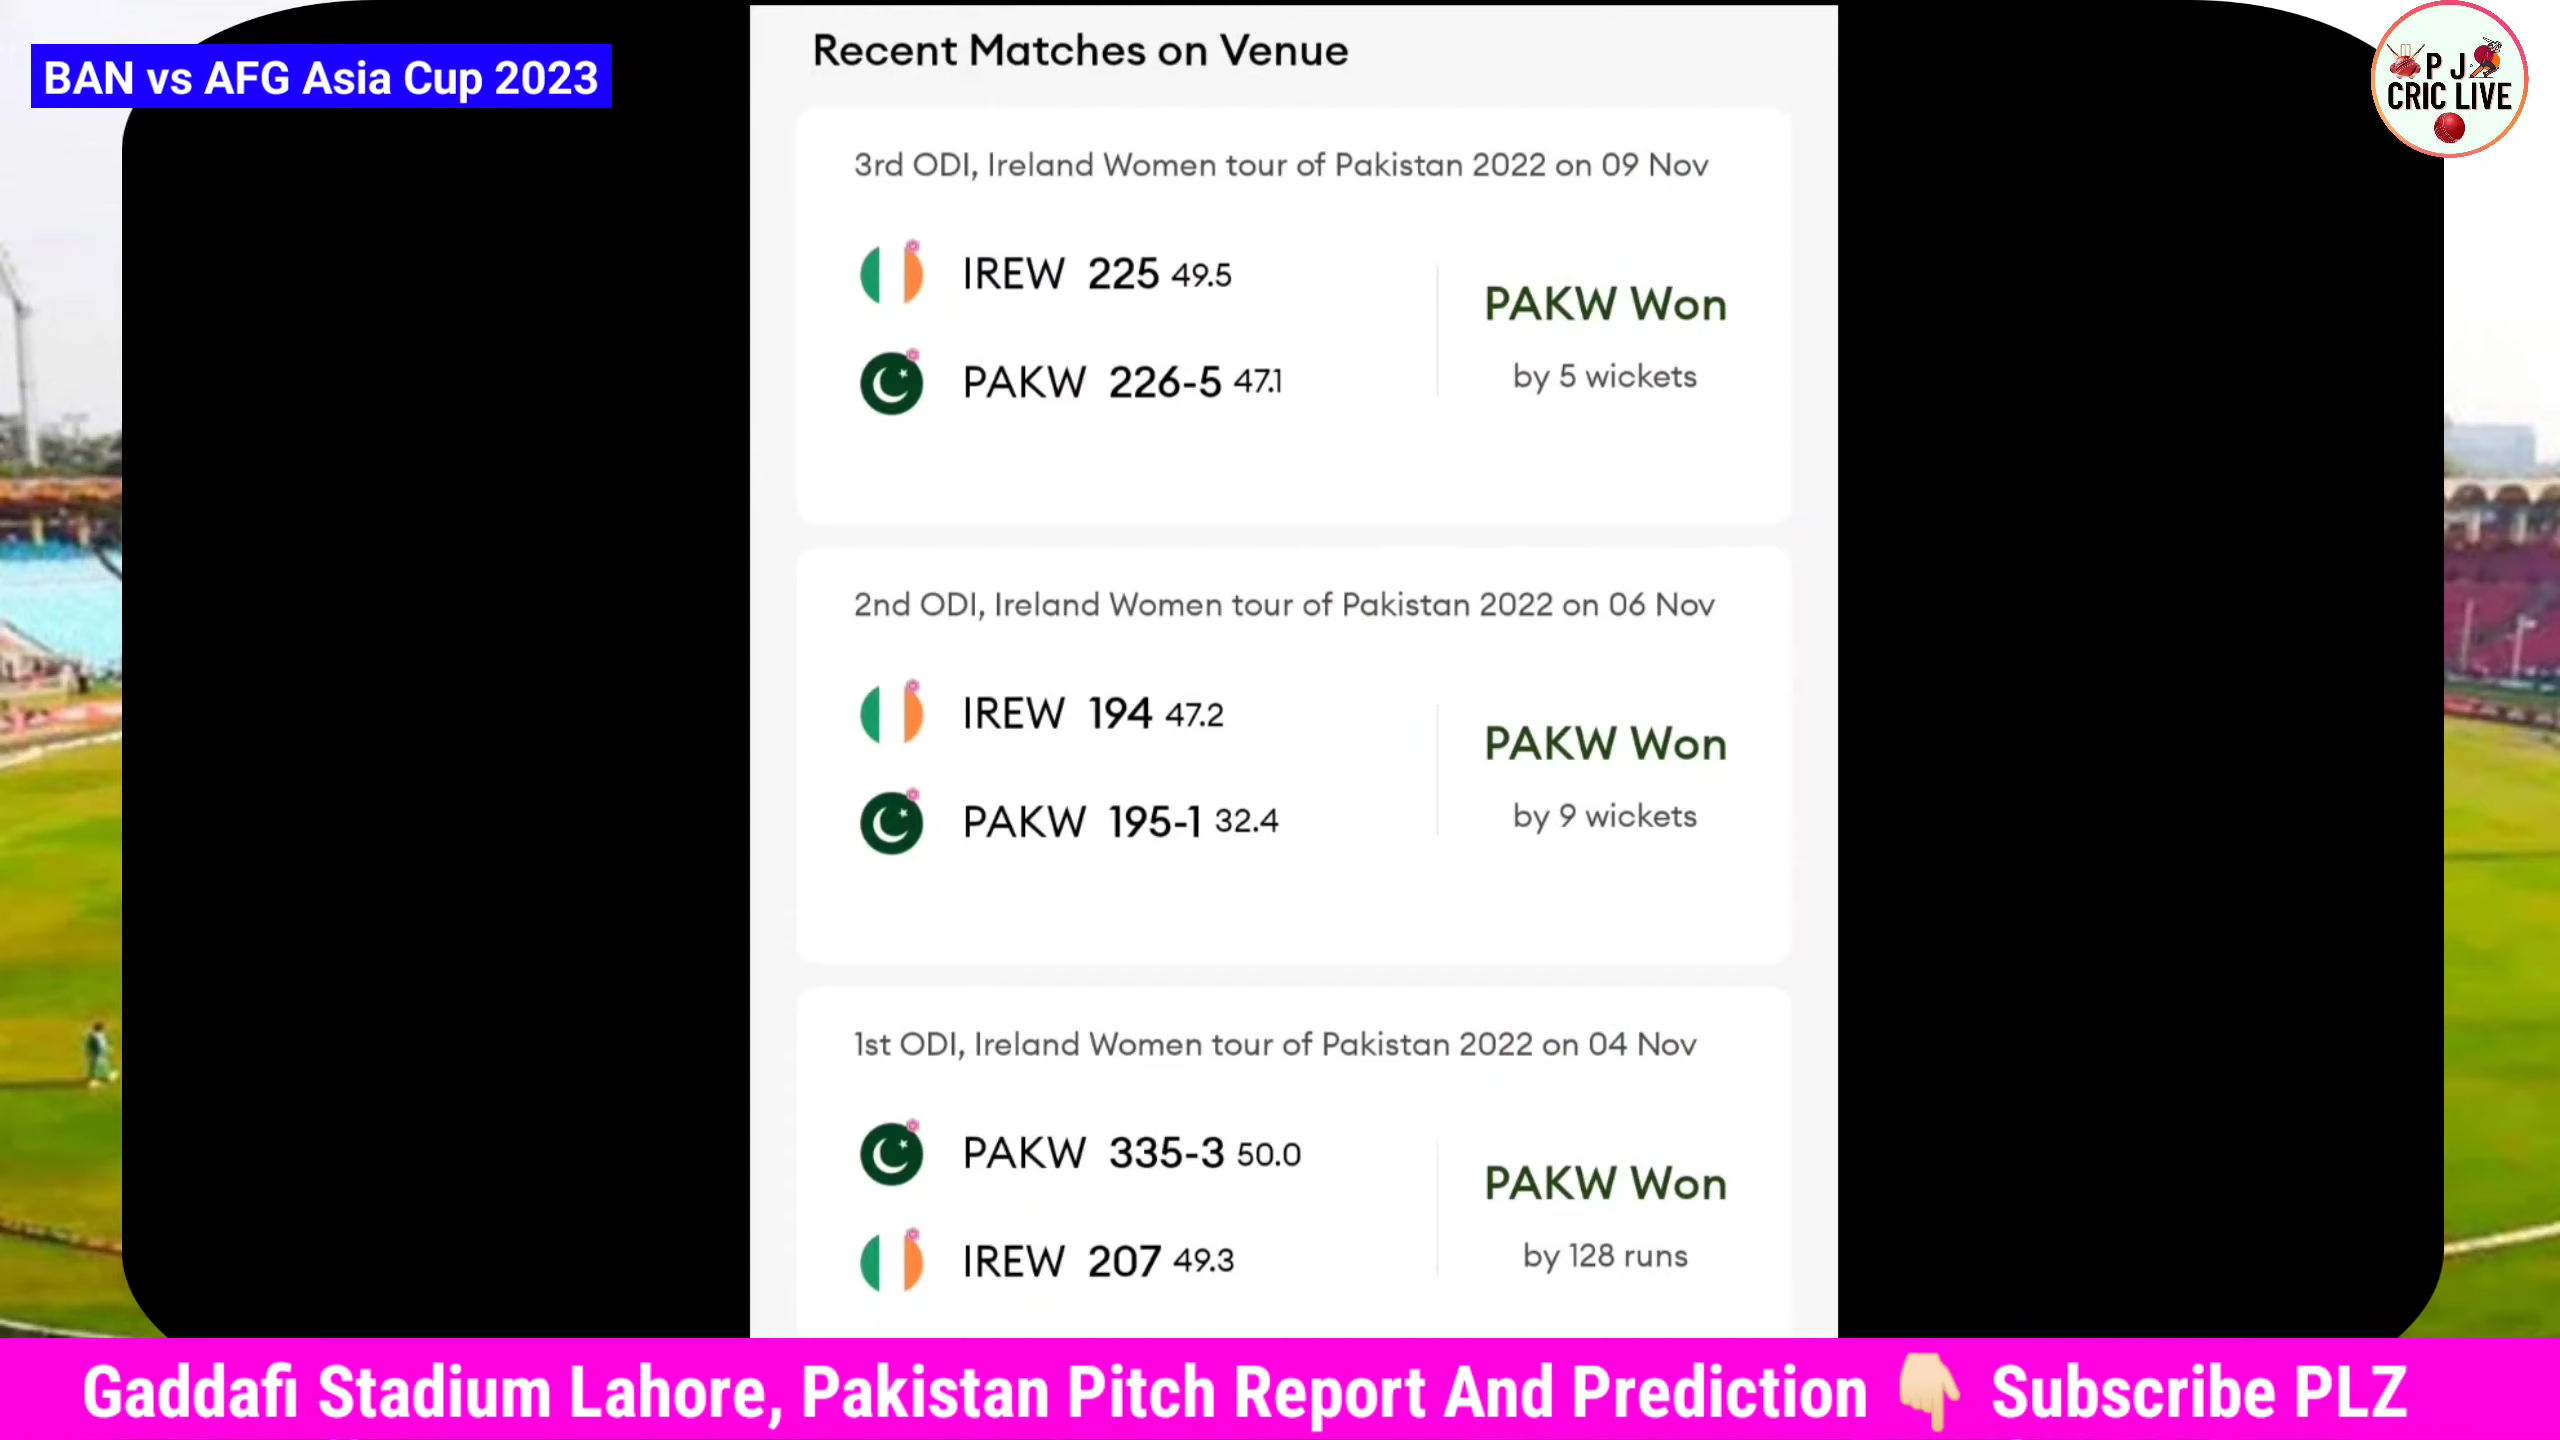 BAN vs AFG Asia Cup 2023
P J
CRIC LIVE
Recent Matches on Venue
3rd ODI, Ireland Women tour of Pakistan 2022 on 09 Nov
IREW 225 49.5
PAKW 226-5 47.1
PAKW Won
by 5 wickets
2nd ODI, Ireland Women tour of Pakistan 2022 on 06 Nov
IREW 194 47.2
PAKW 195-1 32.4
PAKW Won
by 9 wickets
1st ODI, Ireland Women tour of Pakistan 2022 on 04 Nov
PAKW 335-3 50.0
IREW 207 49.3
PAKW Won
by 128 runs
Gaddafi Stadium Lahore, Pakistan Pitch Report And Prediction 👇🏻 Subscribe PLZ